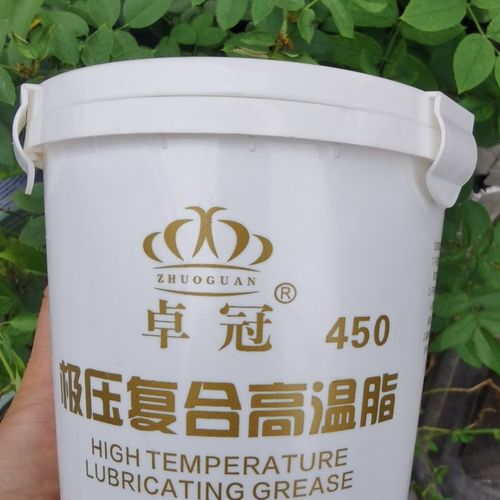 ZHUOGUAN
卓冠® 450
极压复合高温脂
HIGH TEMPERATURE
LUBRICATING GREASE